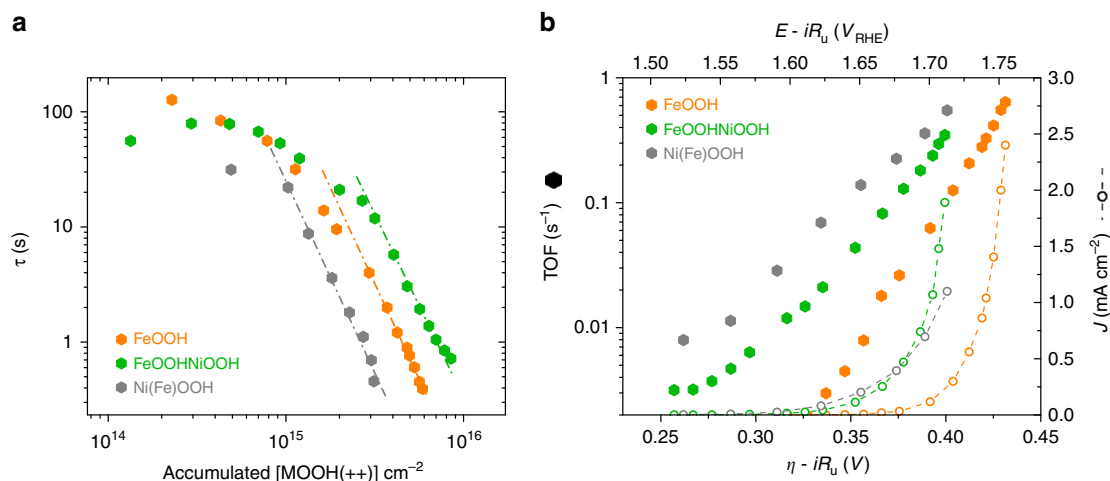 a
100
10
1
τ (s)
FeOOH
FeOOHNiOOH
Ni(Fe)OOH
10¹⁴
10¹⁵
10¹⁶
Accumulated [MOOH(++)] cm⁻²
b
E - iRᵤ (V_RHE)
1.50 1.55 1.60 1.65 1.70 1.75
1
0.1
0.01
TOF (s⁻¹)
FeOOH
FeOOHNiOOH
Ni(Fe)OOH
3.0
2.5
2.0
1.5
1.0
0.5
0.0
J (mA cm⁻²)
0.25 0.30 0.35 0.40 0.45
η - iRᵤ (V)